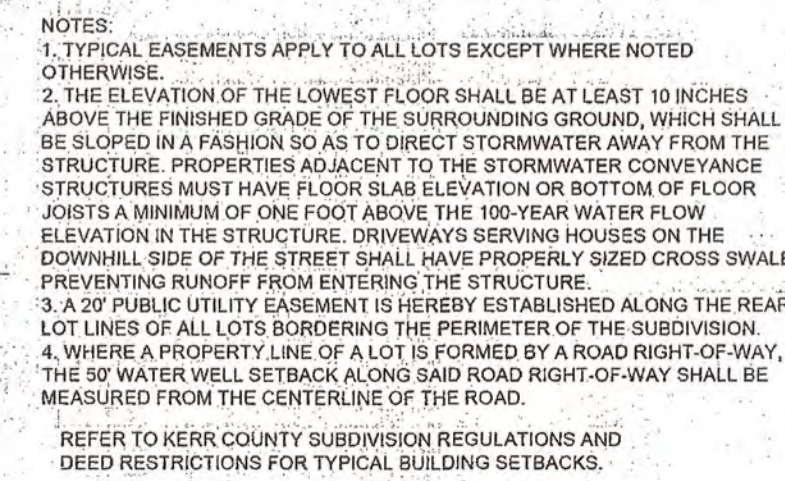 NOTES:
1. TYPICAL EASEMENTS APPLY TO ALL LOTS EXCEPT WHERE NOTED
OTHERWISE.
2. THE ELEVATION OF THE LOWEST FLOOR SHALL BE AT LEAST 10 INCHES
ABOVE THE FINISHED GRADE OF THE SURROUNDING GROUND, WHICH SHALL
BE SLOPED IN A FASHION SO AS TO DIRECT STORMWATER AWAY FROM THE
STRUCTURE. PROPERTIES ADJACENT TO THE STORMWATER CONVEYANCE
STRUCTURES MUST HAVE FLOOR SLAB ELEVATION OR BOTTOM OF FLOOR
JOISTS A MINIMUM OF ONE FOOT ABOVE THE 100-YEAR WATER FLOW
ELEVATION IN THE STRUCTURE. DRIVEWAYS SERVING HOUSES ON THE
DOWNHILL SIDE OF THE STREET SHALL HAVE PROPERLY SIZED CROSS SWALE
PREVENTING RUNOFF FROM ENTERING THE STRUCTURE.
3. A 20' PUBLIC UTILITY EASEMENT IS HEREBY ESTABLISHED ALONG THE REAR
LOT LINES OF ALL LOTS BORDERING THE PERIMETER OF THE SUBDIVISION.
4. WHERE A PROPERTY LINE OF A LOT IS FORMED BY A ROAD RIGHT-OF-WAY,
THE 50' WATER WELL SETBACK ALONG SAID ROAD RIGHT-OF-WAY SHALL BE
MEASURED FROM THE CENTERLINE OF THE ROAD.
REFER TO KERR COUNTY SUBDIVISION REGULATIONS AND
DEED RESTRICTIONS FOR TYPICAL BUILDING SETBACKS.